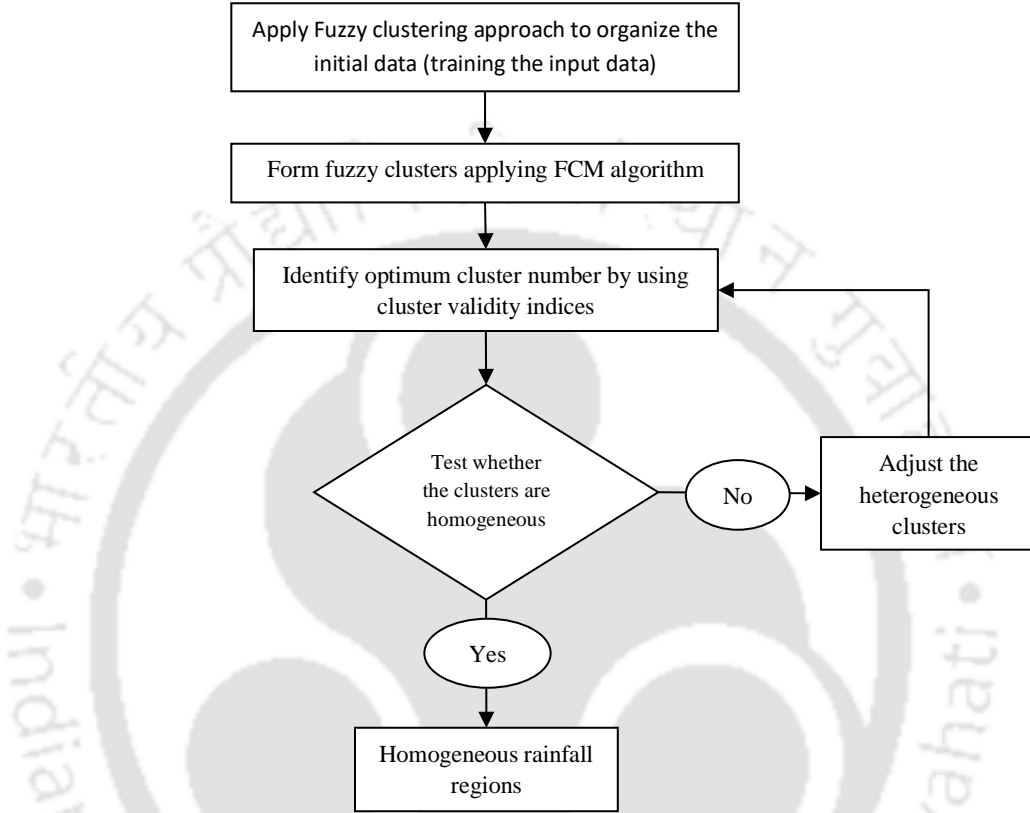 Apply Fuzzy clustering approach to organize the
initial data (training the input data)
Form fuzzy clusters applying FCM algorithm
Identify optimum cluster number by using
cluster validity indices
Test whether
the clusters are
homogeneous
No
Adjust the
heterogeneous
clusters
Yes
Homogeneous rainfall
regions
भारतीय प्रौद्योगिकी